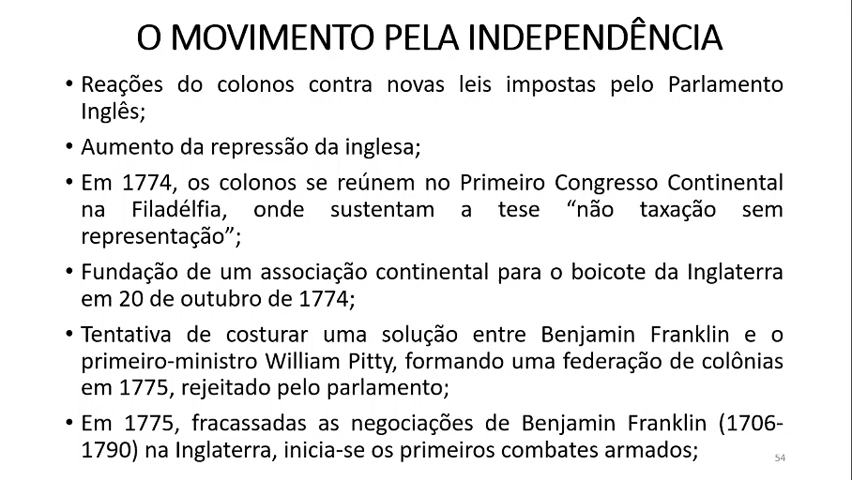 O MOVIMENTO PELA INDEPENDÊNCIA
• Reações do colonos contra novas leis impostas pelo Parlamento
Inglês;
• Aumento da repressão da inglesa;
• Em 1774, os colonos se reúnem no Primeiro Congresso Continental
na Filadélfia, onde sustentam a tese “não taxação sem
representação”;
• Fundação de um associação continental para o boicote da Inglaterra
em 20 de outubro de 1774;
• Tentativa de costurar uma solução entre Benjamin Franklin e o
primeiro-ministro William Pitty, formando uma federação de colônias
em 1775, rejeitado pelo parlamento;
• Em 1775, fracassadas as negociações de Benjamin Franklin (1706-
1790) na Inglaterra, inicia-se os primeiros combates armados;
54